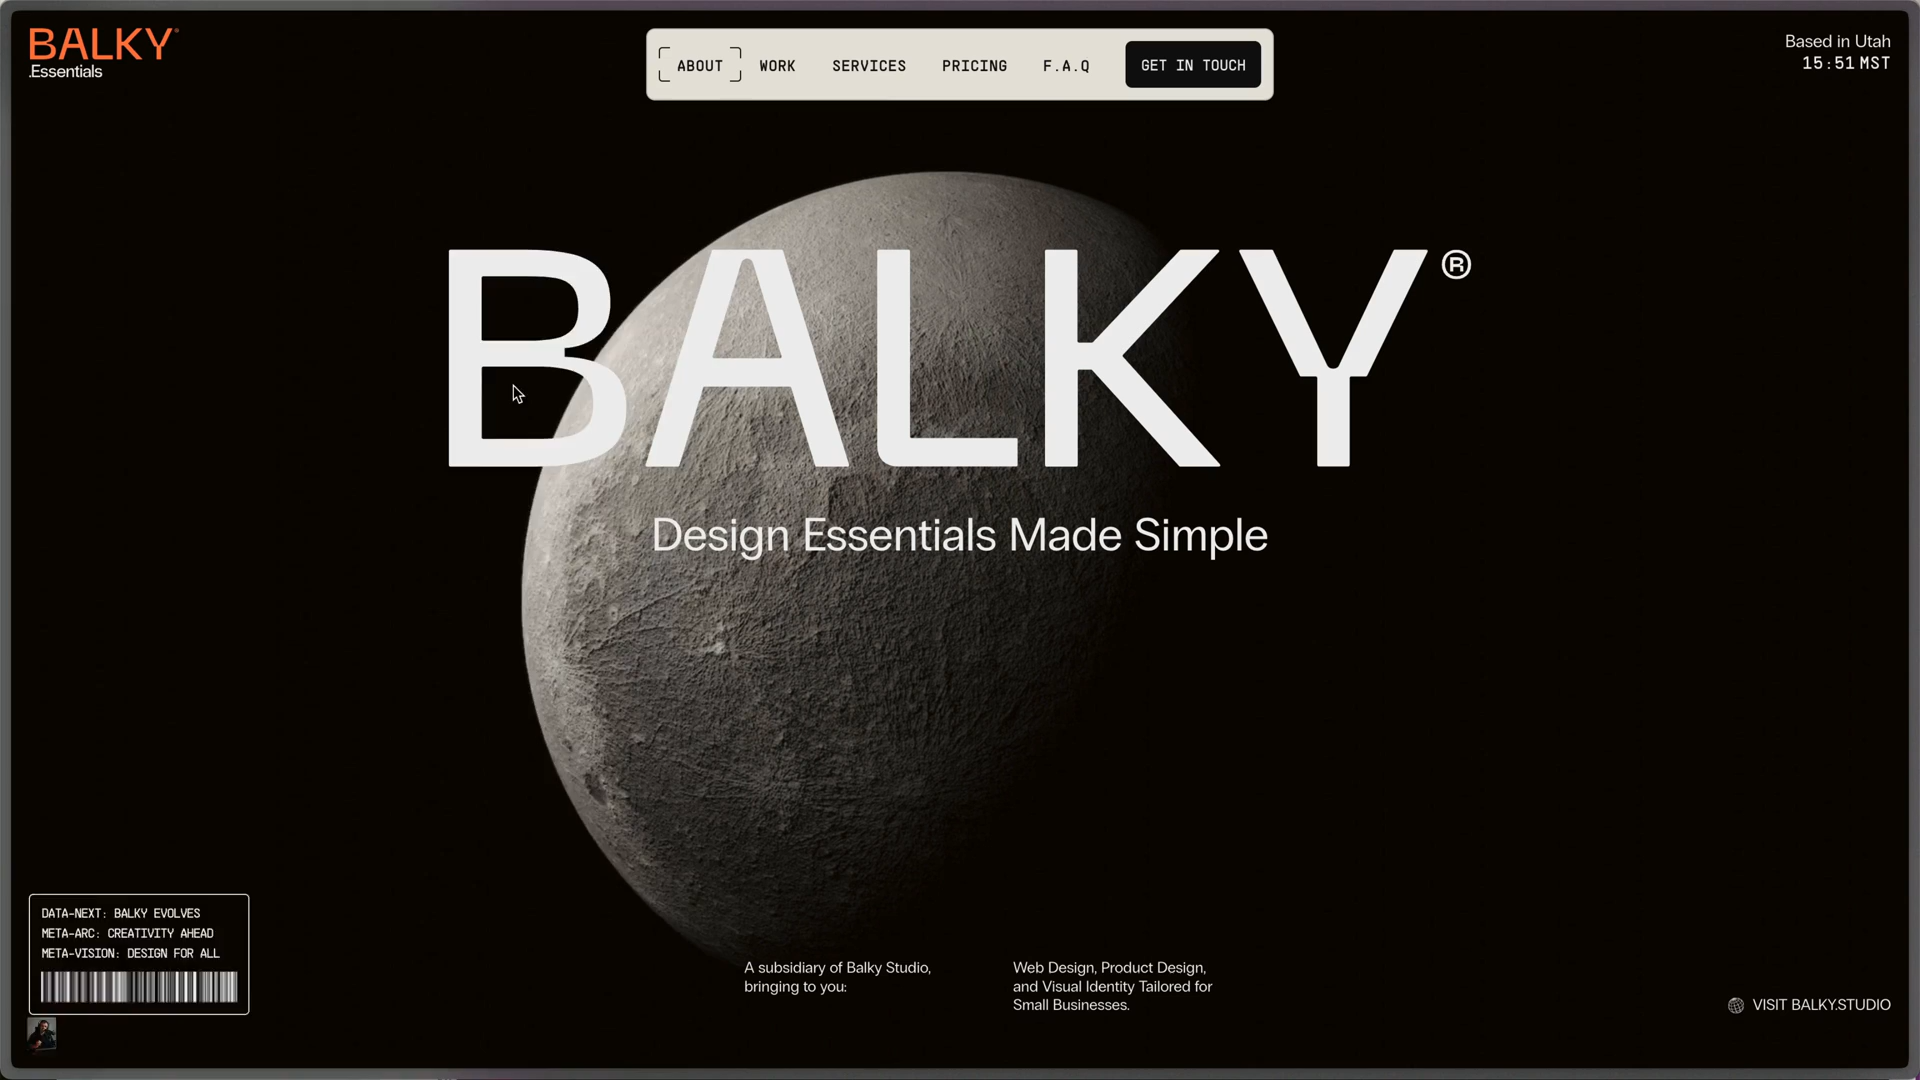 BALKY®
.Essentials
ABOUT
WORK
SERVICES
PRICING
F.A.Q
GET IN TOUCH
Based in Utah
15:51 MST
BALKY®
Design Essentials Made Simple
DATA-NEXT: BALKY EVOLVES
META-ARC: CREATIVITY AHEAD
META-VISION: DESIGN FOR ALL
A subsidiary of Balky Studio,
bringing to you:
Web Design, Product Design,
and Visual Identity Tailored for
Small Businesses.
VISIT BALKY.STUDIO